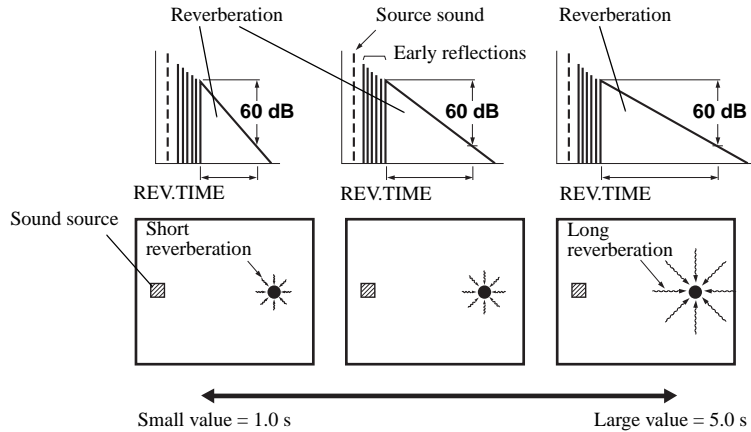 Reverberation
Source sound
Reverberation
Early reflections
60 dB
60 dB
60 dB
REV.TIME
REV.TIME
REV.TIME
Sound source
Short
reverberation
Long
reverberation
Small value = 1.0 s
Large value = 5.0 s